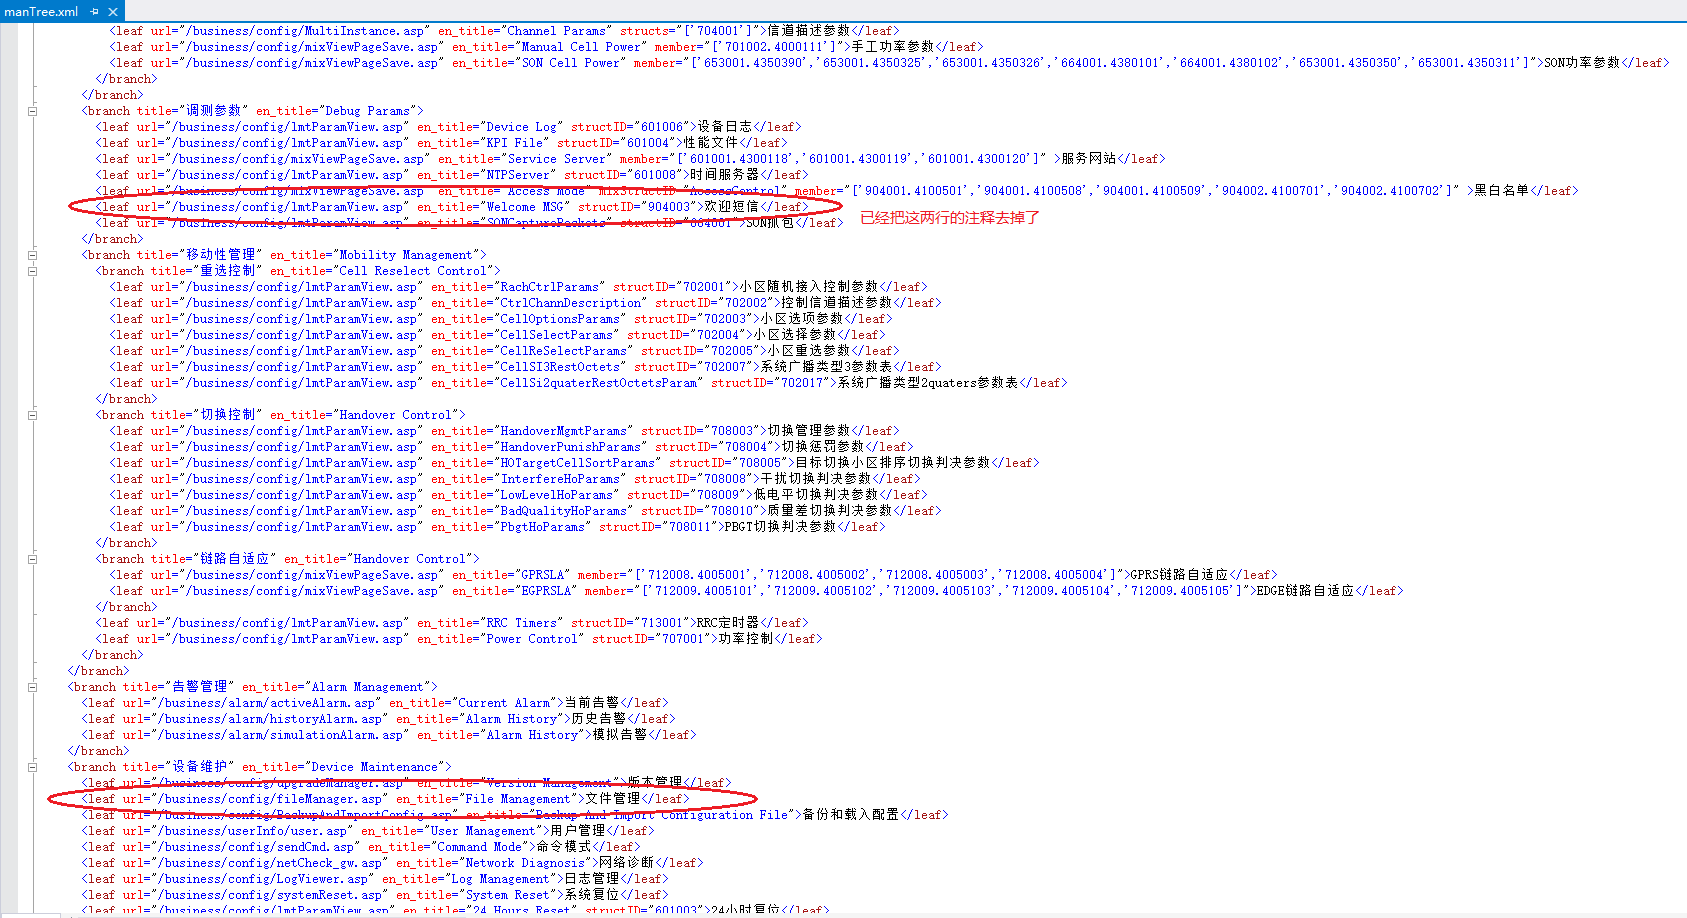 manTree.xml
<leaf url="/business/config/MultiInstance.asp" en_title="Channel Params" structs="['704001']">信道描述参数</leaf>
<leaf url="/business/config/mixViewPageSave.asp" en_title="Manual Cell Power" member="['701002.4000111']">手工功率参数</leaf>
<leaf url="/business/config/mixViewPageSave.asp" en_title="SON Cell Power" member="['653001.4350390','653001.4350325','653001.4350326','664001.4380101','664001.4380102','653001.4350350','653001.4350311']">SON功率参数</leaf>
</branch>
</branch>
<branch title="调测参数" en_title="Debug Params">
<leaf url="/business/config/lmtParamView.asp" en_title="Device Log" structID="601006">设备日志</leaf>
<leaf url="/business/config/lmtParamView.asp" en_title="KPI File" structID="601004">性能文件</leaf>
<leaf url="/business/config/mixViewPageSave.asp" en_title="Service Server" member="['601001.4300118','601001.4300119','601001.4300120']" >服务网站</leaf>
<leaf url="/business/config/lmtParamView.asp" en_title="NTPServer" structID="601008">时间服务器</leaf>
<leaf url="/business/config/mixViewPageSave.asp" en_title="Access Mode" mixStructID="AccessControl" member="['904001.4100501','904001.4100508','904001.4100509','904002.4100701','904002.4100702']" >黑白名单</leaf>
<leaf url="/business/config/lmtParamView.asp" en_title="Welcome MSG" structID="904003">欢迎短信</leaf>
已经把这两行的注释去掉了
<leaf url="/business/config/lmtParamView.asp" en_title="SONCapturePackets" structID="664001">SON抓包</leaf>
</branch>
<branch title="移动性管理" en_title="Mobility Management">
<branch title="重选控制" en_title="Cell Reselect Control">
<leaf url="/business/config/lmtParamView.asp" en_title="RachCtrlParams" structID="702001">小区随机接入控制参数</leaf>
<leaf url="/business/config/lmtParamView.asp" en_title="CtrlChannDescription" structID="702002">控制信道描述参数</leaf>
<leaf url="/business/config/lmtParamView.asp" en_title="CellOptionsParams" structID="702003">小区选项参数</leaf>
<leaf url="/business/config/lmtParamView.asp" en_title="CellSelectParams" structID="702004">小区选择参数</leaf>
<leaf url="/business/config/lmtParamView.asp" en_title="CellReSelectParams" structID="702005">小区重选参数</leaf>
<leaf url="/business/config/lmtParamView.asp" en_title="CellSI3RestOctets" structID="702007">系统广播类型3参数表</leaf>
<leaf url="/business/config/lmtParamView.asp" en_title="CellSi2quaterRestOctetsParam" structID="702017">系统广播类型2quaters参数表</leaf>
</branch>
<branch title="切换控制" en_title="Handover Control">
<leaf url="/business/config/lmtParamView.asp" en_title="HandoverMgmtParams" structID="708003">切换管理参数</leaf>
<leaf url="/business/config/lmtParamView.asp" en_title="HandoverPunishParams" structID="708004">切换惩罚参数</leaf>
<leaf url="/business/config/lmtParamView.asp" en_title="HOTargetCellSortParams" structID="708005">目标切换小区排序切换判决参数</leaf>
<leaf url="/business/config/lmtParamView.asp" en_title="InterfereHoParams" structID="708008">干扰切换判决参数</leaf>
<leaf url="/business/config/lmtParamView.asp" en_title="LowLevelHoParams" structID="708009">低电平切换判决参数</leaf>
<leaf url="/business/config/lmtParamView.asp" en_title="BadQualityHoParams" structID="708010">质量差切换判决参数</leaf>
<leaf url="/business/config/lmtParamView.asp" en_title="PbgtHoParams" structID="708011">PBGT切换判决参数</leaf>
</branch>
<branch title="链路自适应" en_title="Handover Control">
<leaf url="/business/config/mixViewPageSave.asp" en_title="GPRSLA" member="['712008.4005001','712008.4005002','712008.4005003','712008.4005004']">GPRS链路自适应</leaf>
<leaf url="/business/config/mixViewPageSave.asp" en_title="EGPRSLA" member="['712009.4005101','712009.4005102','712009.4005103','712009.4005104','712009.4005105']">EDGE链路自适应</leaf>
</branch>
<leaf url="/business/config/lmtParamView.asp" en_title="RRC Timers" structID="713001">RRC定时器</leaf>
<leaf url="/business/config/lmtParamView.asp" en_title="Power Control" structID="707001">功率控制</leaf>
</branch>
</branch>
<branch title="告警管理" en_title="Alarm Management">
<leaf url="/business/alarm/activeAlarm.asp" en_title="Current Alarm">当前告警</leaf>
<leaf url="/business/alarm/historyAlarm.asp" en_title="Alarm History">历史告警</leaf>
<leaf url="/business/alarm/simulationAlarm.asp" en_title="Alarm History">模拟告警</leaf>
</branch>
<branch title="设备维护" en_title="Device Maintenance">
<leaf url="/business/config/upgradeManager.asp" en_title="Version Management">版本管理</leaf>
<leaf url="/business/config/fileManager.asp" en_title="File Management">文件管理</leaf>
<leaf url="/business/config/BackupAndImportConfig.asp" en_title="Backup And Import Configuration File">备份和载入配置</leaf>
<leaf url="/business/userInfo/user.asp" en_title="User Management">用户管理</leaf>
<leaf url="/business/config/sendCmd.asp" en_title="Command Mode">命令模式</leaf>
<leaf url="/business/config/netCheck_gw.asp" en_title="Network Diagnosis">网络诊断</leaf>
<leaf url="/business/config/LogViewer.asp" en_title="Log Management">日志管理</leaf>
<leaf url="/business/config/systemReset.asp" en_title="System Reset">系统复位</leaf>
<leaf url="/business/config/lmtParamView.asp" en_title="24 Hours Reset" structID="601003">24小时复位</leaf>